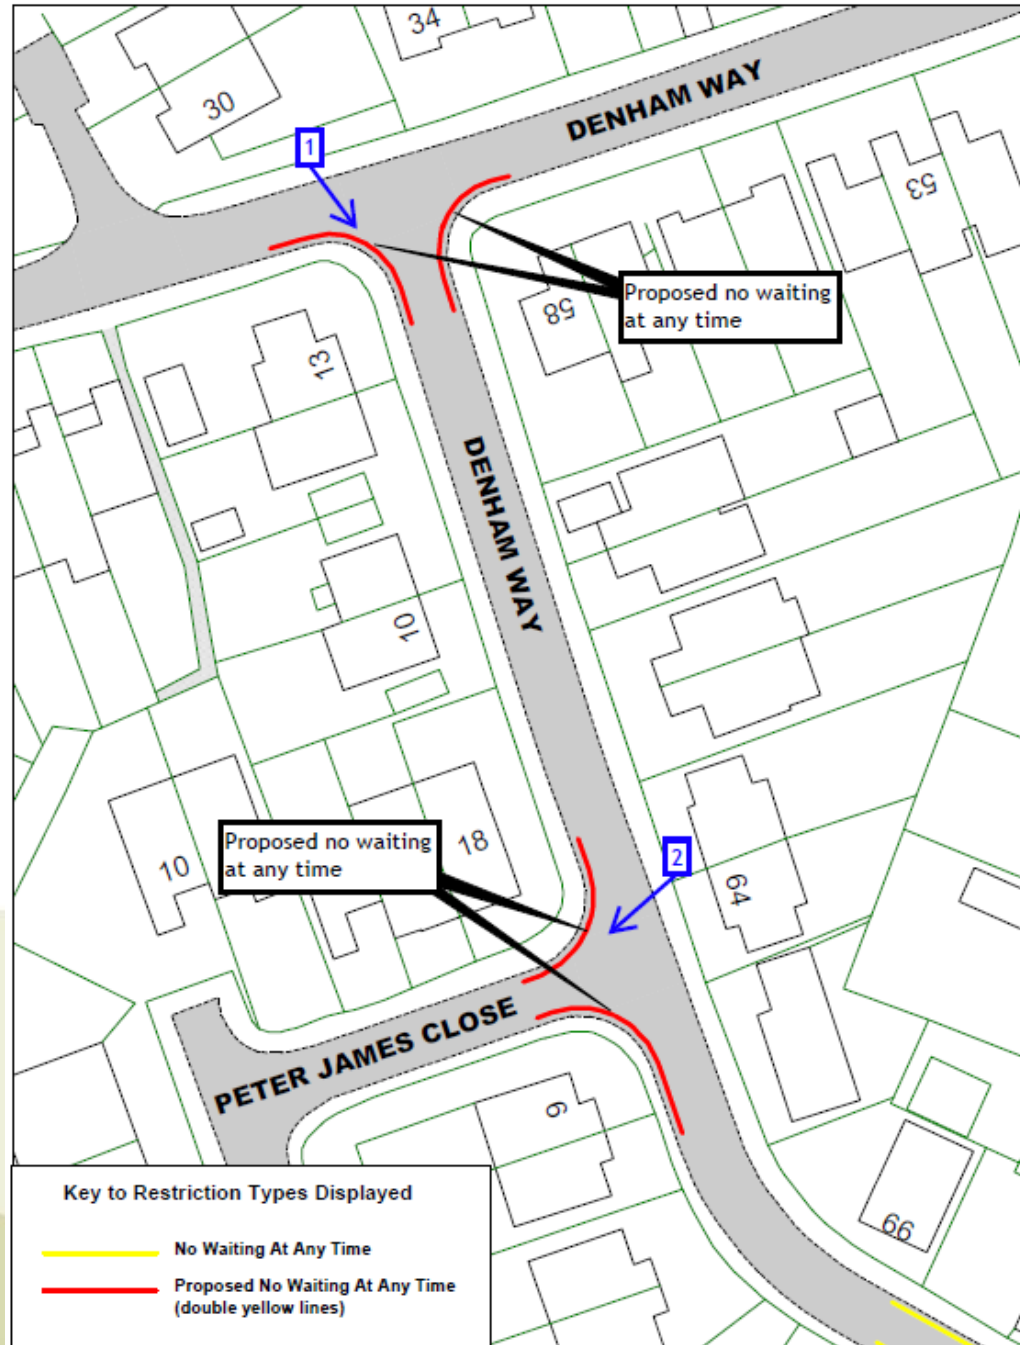 34
30
DENHAM WAY
1
53
Proposed no waiting
at any time
58
13
DENHAM WAY
10
Proposed no waiting
at any time
18
10
2
64
PETER JAMES CLOSE
6
66
Key to Restriction Types Displayed
No Waiting At Any Time
Proposed No Waiting At Any Time
(double yellow lines)